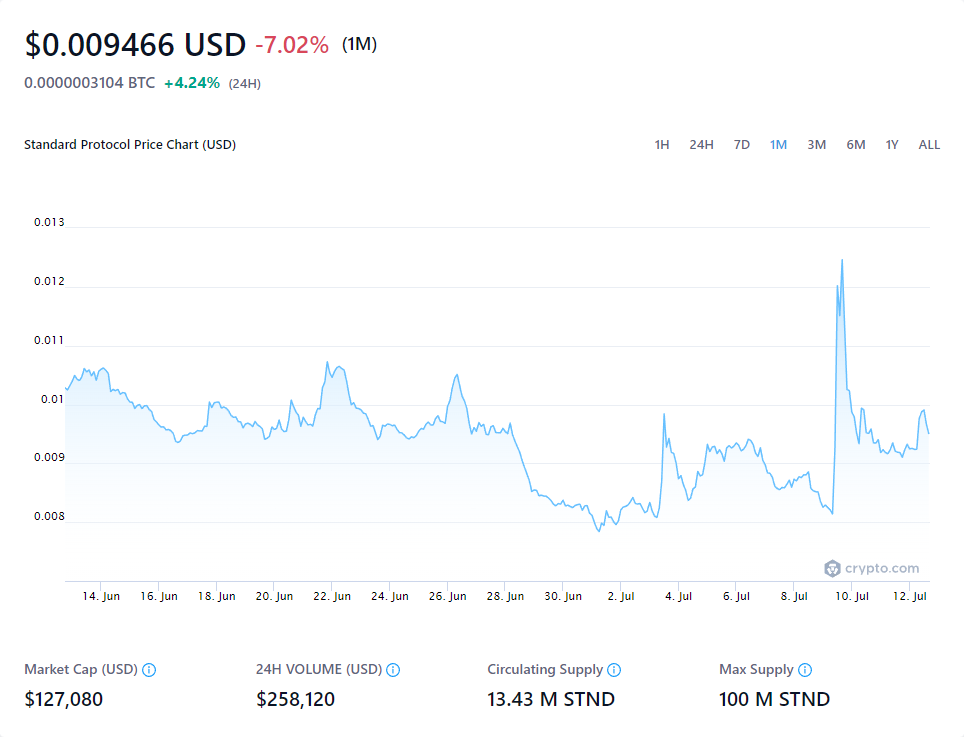 $0.009466 USD -7.02% (1M)
0.0000003104 BTC +4.24% (24H)
Standard Protocol Price Chart (USD) 1H 24H 7D 1M 3M 6M 1Y ALL
0.013
0.012
0.011
0.01
0.009
0.008
crypto.com
14. Jun 16. Jun 18. Jun 20. Jun 22. Jun 24. Jun 26. Jun 28. Jun 30. Jun 2. Jul 4. Jul 6. Jul 8. Jul 10. Jul 12. Jul
Market Cap (USD) 24H VOLUME (USD) Circulating Supply Max Supply
$127,080 $258,120 13.43 M STND 100 M STND